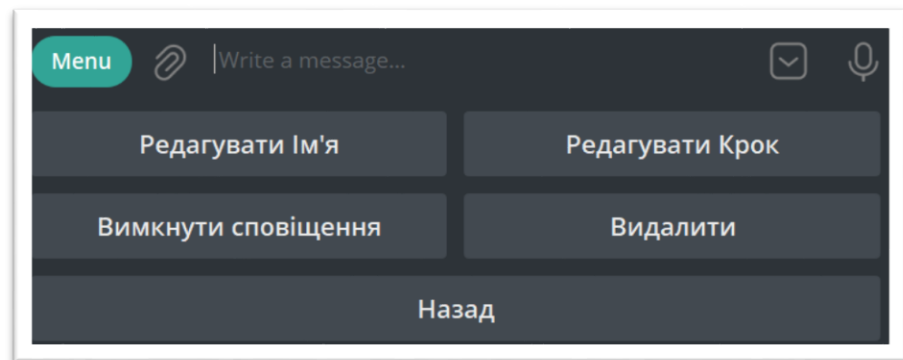 Menu Write a message...
Редагувати Ім'я Редагувати Крок
Вимкнути сповіщення Видалити
Назад